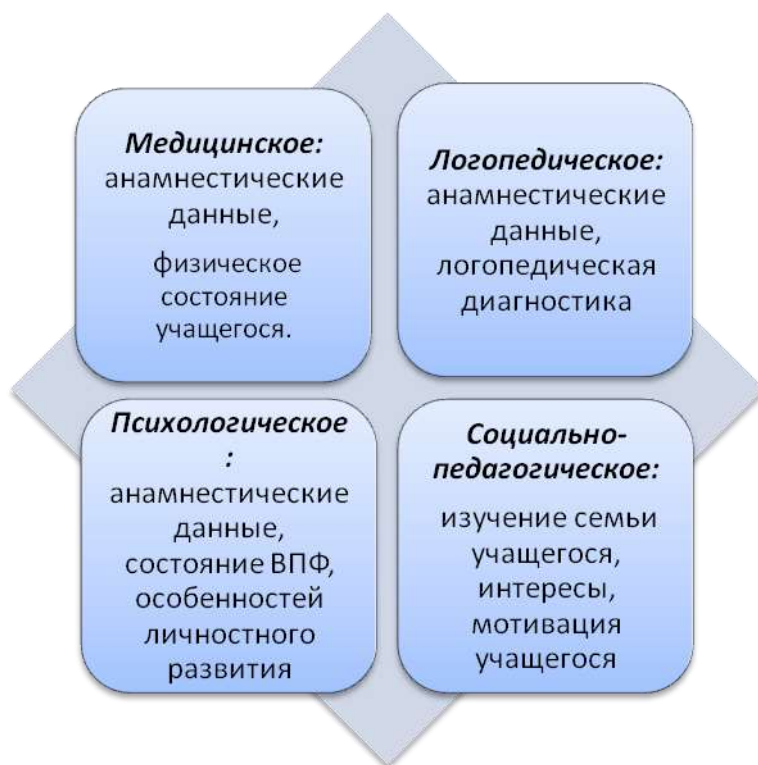 Медицинское:
анамнестические
данные,
физическое
состояние
учащегося.
Логопедическое:
анамнестические
данные,
логопедическая
диагностика
Психологическое
:
анамнестические
данные,
состояние ВПФ,
особенностей
личностного
развития
Социально-
педагогическое:
изучение семьи
учащегося,
интересы,
мотивация
учащегося